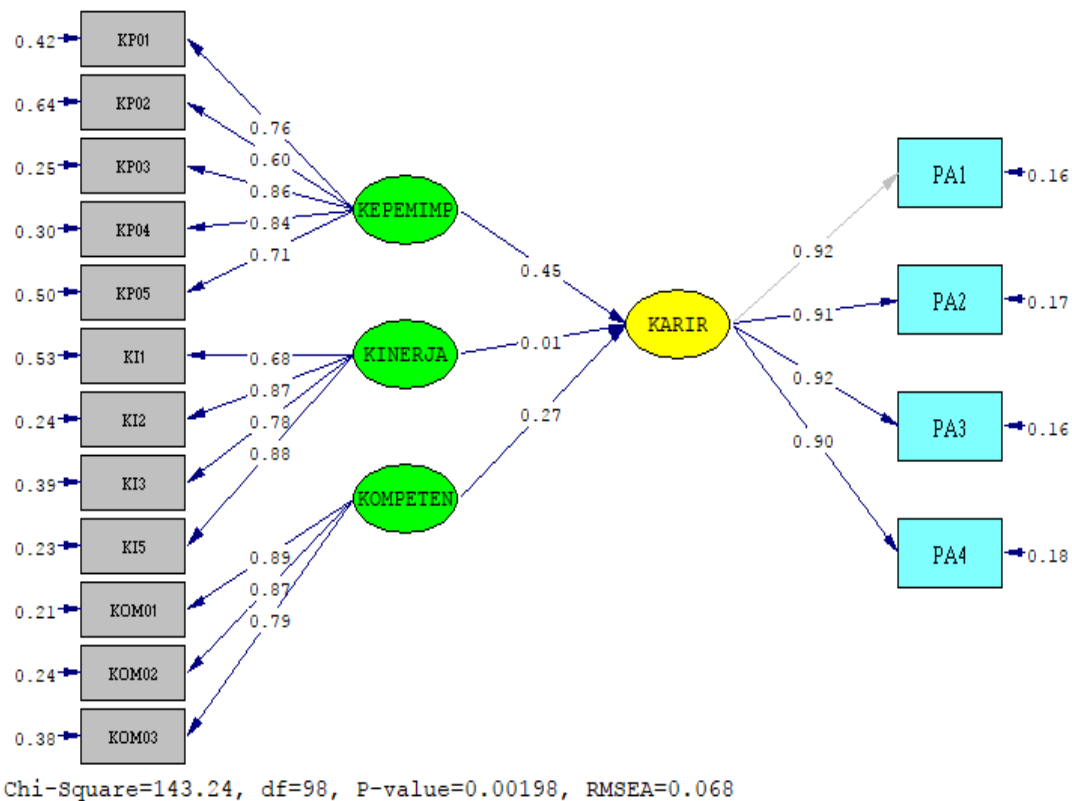 0.42 KP01
0.64 KP02
0.25 KP03
0.30 KP04
0.50 KP05
0.53 KI1
0.24 KI2
0.39 KI3
0.23 KI5
0.21 KOM01
0.24 KOM02
0.38 KOM03
0.76
0.60
0.86
0.84
0.71
0.68
0.87
0.78
0.88
0.89
0.87
0.79
KEPEMIMP
KINERJA
KOMPETEN
0.45
0.01
0.27
KARIR
0.92
0.91
0.92
0.90
PA1 0.16
PA2 0.17
PA3 0.16
PA4 0.18
Chi-Square=143.24, df=98, P-value=0.00198, RMSEA=0.068